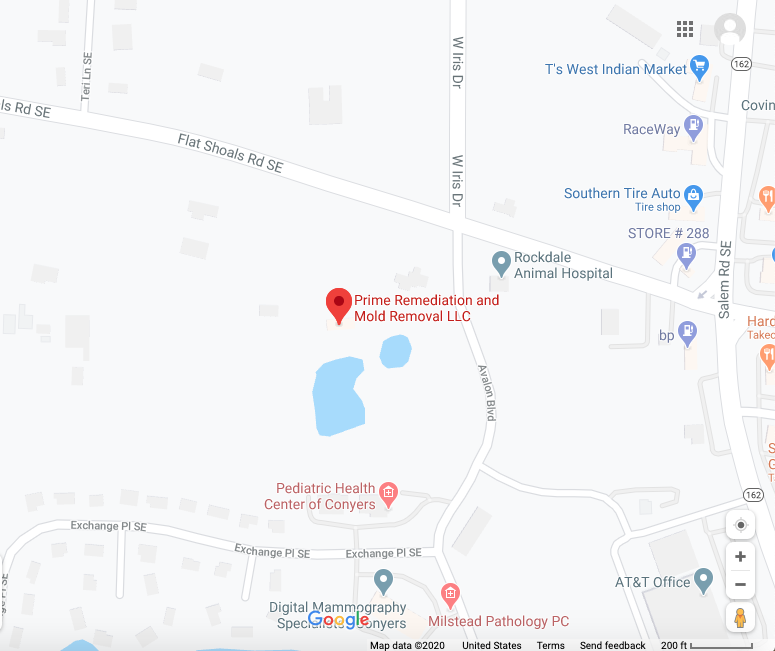 W Iris Dr
162
Teri Ln SE
T's West Indian Market
Covin
ls Rd SE
RaceWay
Flat Shoals Rd SE
W Iris Dr
Southern Tire Auto
Tire shop
STORE # 288
Rockdale
Animal Hospital
Salem Rd SE
Prime Remediation and
Mold Removal LLC
Hard
Takeo
bp
Avalon Blvd
S
G
T
Pediatric Health
Center of Conyers
162
Exchange Pl SE
Exchange Pl SE
Exchange Pl SE
nge Pl SE
AT&T Office
Digital Mammography
Specialists Conyers
Google
Milstead Pathology PC
Map data ©2020 United States Terms Send feedback 200 ft